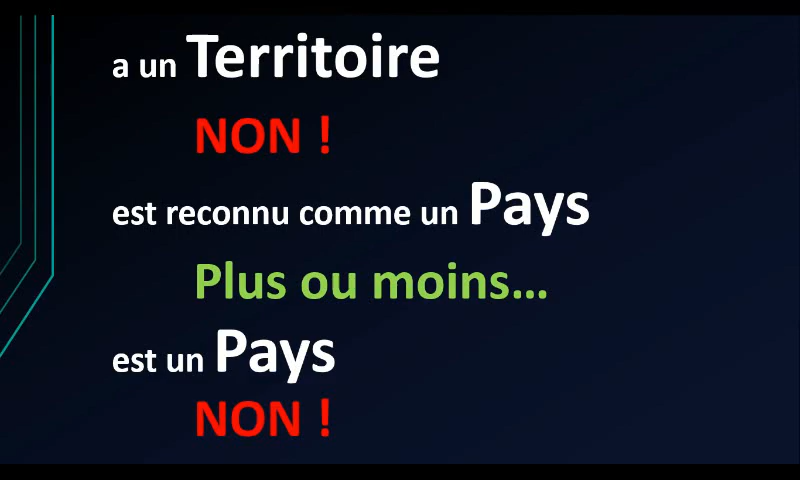 a un Territoire
NON !
est reconnu comme un Pays
Plus ou moins...
est un Pays
NON !